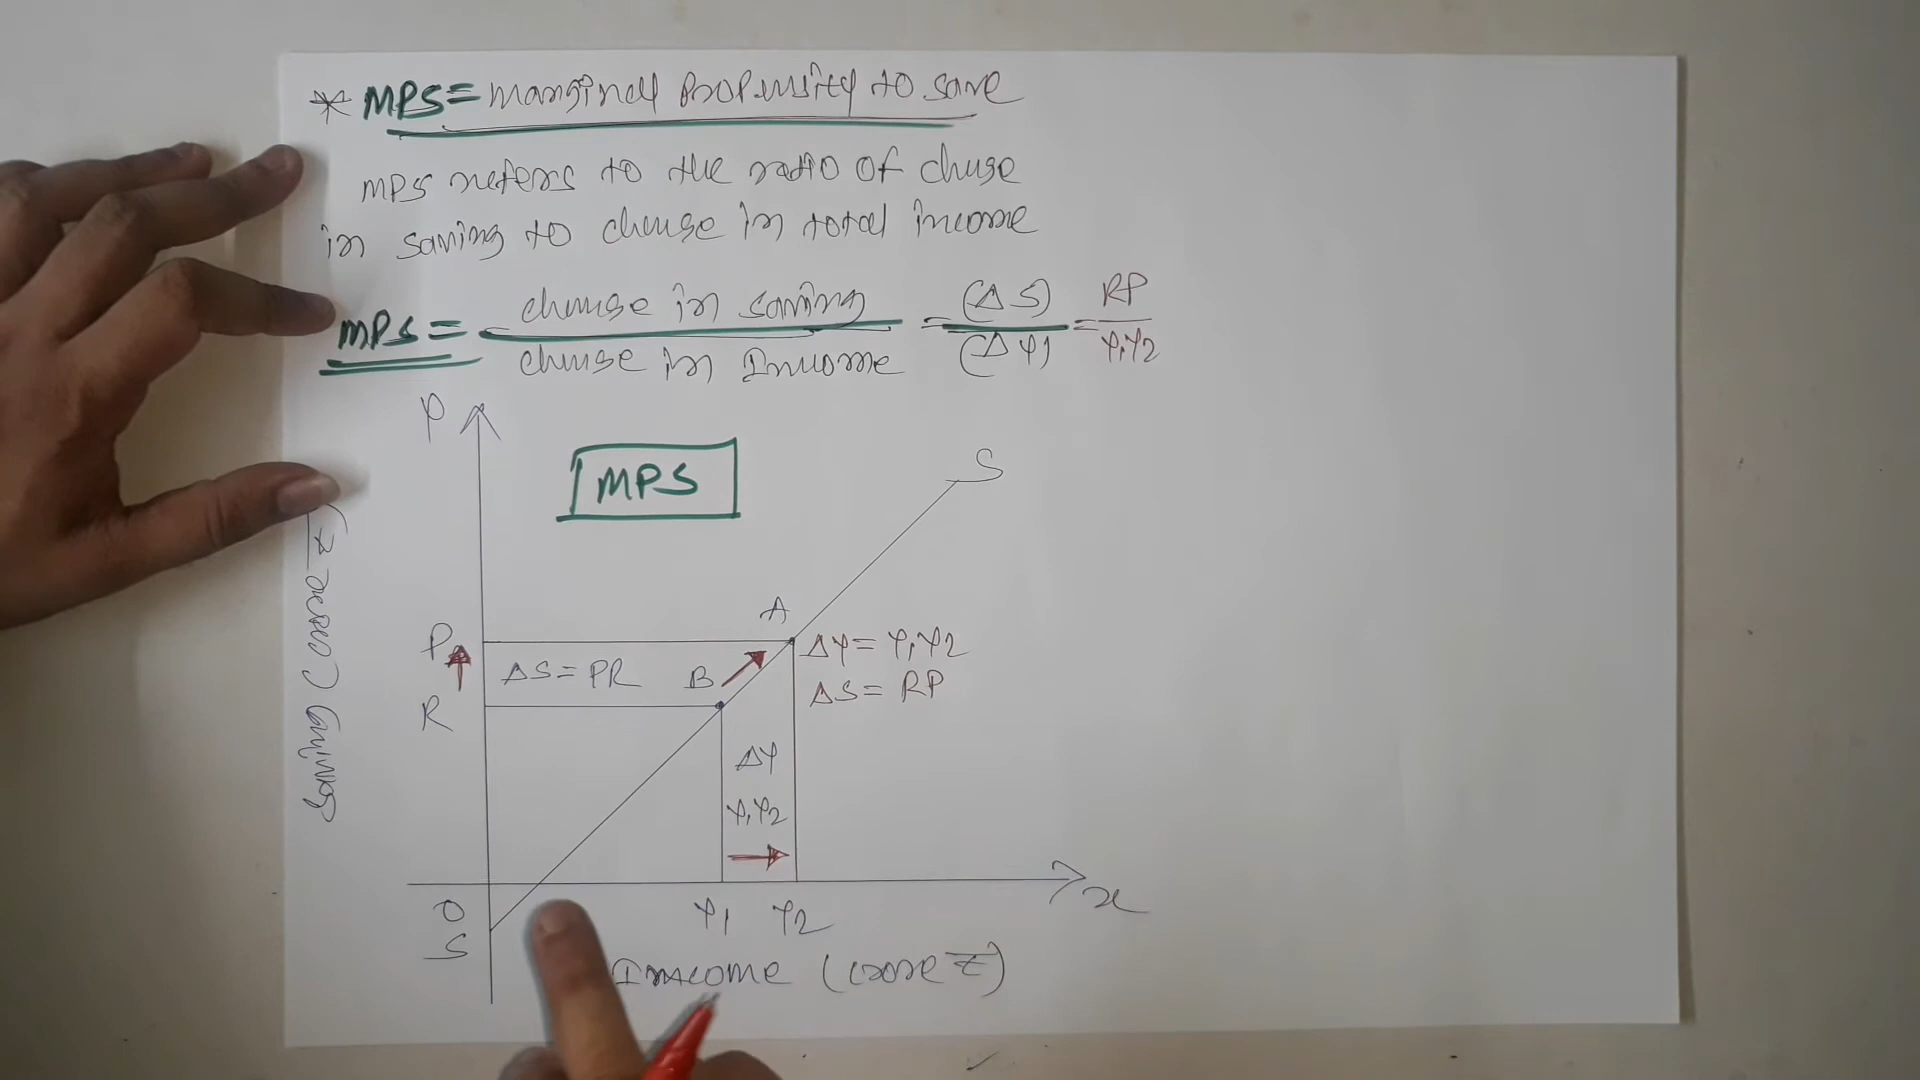 * MPS = marginal propensity to save
MPS refers to the ratio of change
in saving to change in total income
MPS = change in saving / change in Income = (ΔS) / (ΔY) = RP / Y1Y2
Y
MPS
S
A
P
ΔS = PR
B
ΔY = Y1Y2
R
ΔS = RP
ΔY
Y1Y2
Saving (crore ₹)
O
S
Y1 Y2
x
Income (crore ₹)